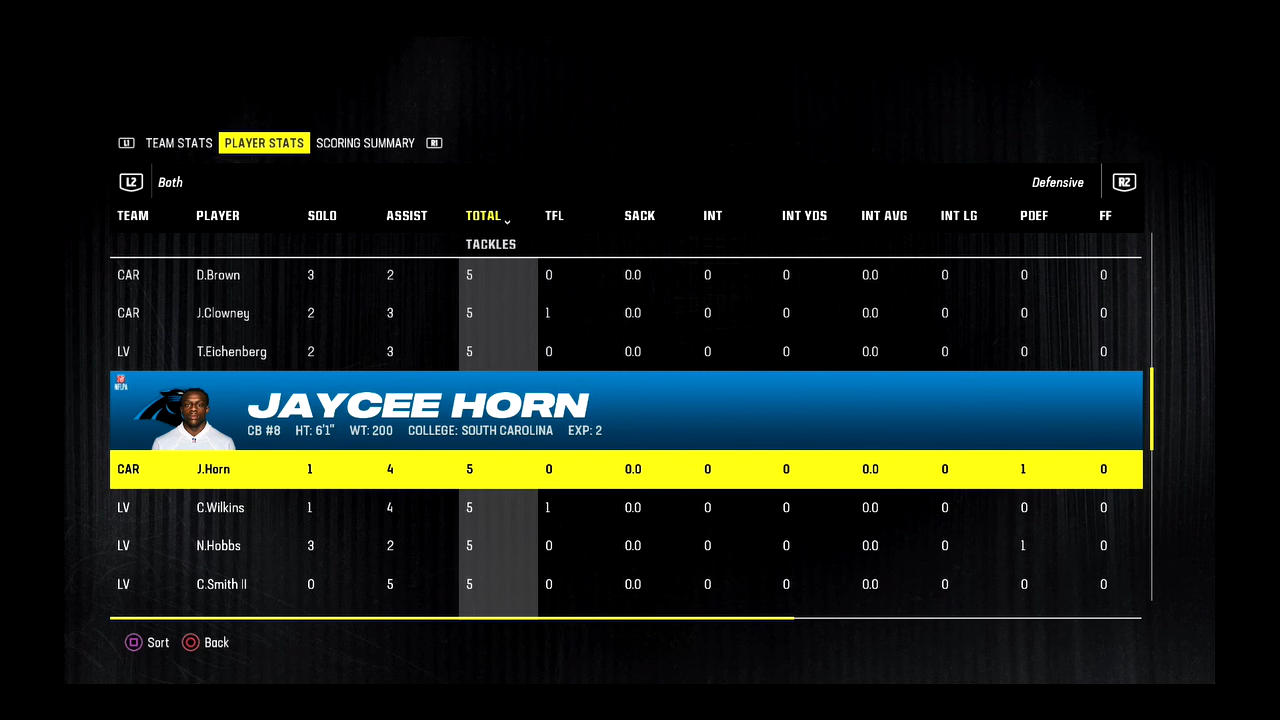 L1 TEAM STATS PLAYER STATS SCORING SUMMARY R1
L2 Both Defensive R2
TEAM PLAYER SOLO ASSIST TOTAL TFL SACK INT INT YDS INT AVG INT LG PDEF FF
TACKLES
CAR D.Brown 3 2 5 0 0.0 0 0 0.0 0 0 0
CAR J.Clowney 2 3 5 1 0.0 0 0 0.0 0 0 0
LV T.Eichenberg 2 3 5 0 0.0 0 0 0.0 0 0 0
NFLPA
JAYCEE HORN
CB #8 HT: 6'1" WT: 200 COLLEGE: SOUTH CAROLINA EXP: 2
CAR J.Horn 1 4 5 0 0.0 0 0 0.0 0 1 0
LV C.Wilkins 1 4 5 1 0.0 0 0 0.0 0 0 0
LV N.Hobbs 3 2 5 0 0.0 0 0 0.0 0 1 0
LV C.Smith II 0 5 5 0 0.0 0 0 0.0 0 0 0
Sort Back